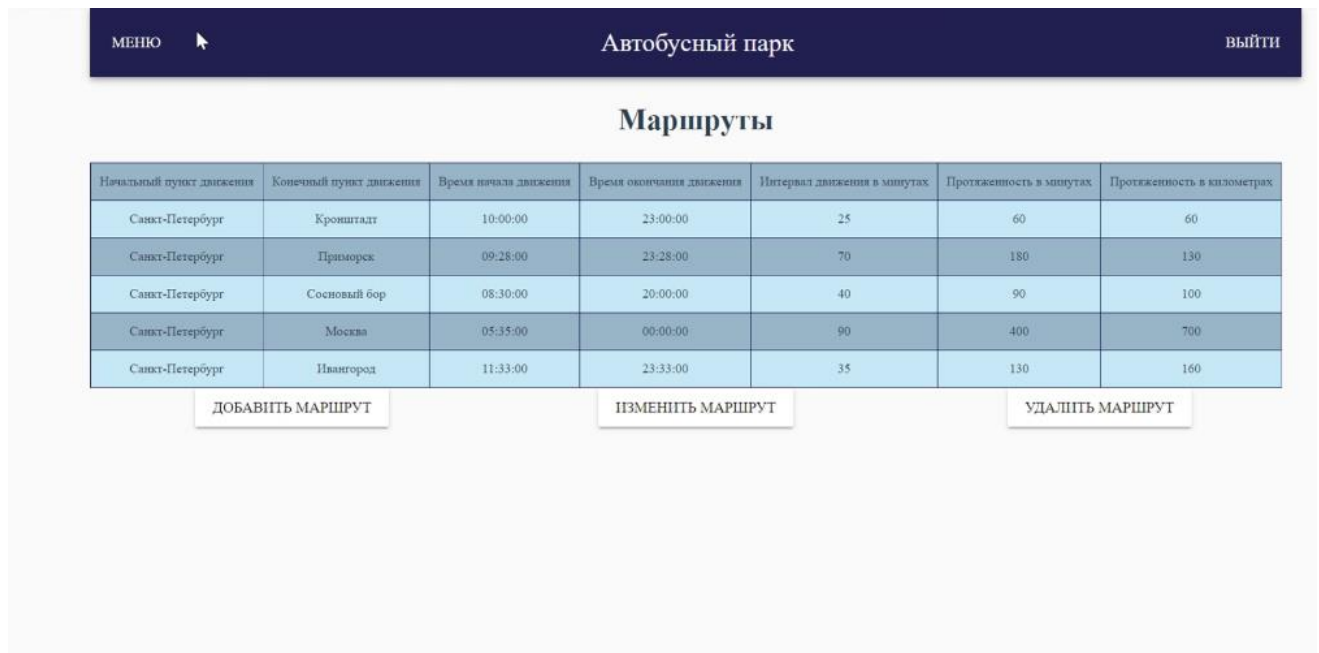 МЕНЮ Автобусный парк ВЫЙТИ
Маршруты
Начальный пункт движения Конечный пункт движения Время начала движения Время окончания движения Интервал движения в минутах Протяженность в минутах Протяженность в километрах
Санкт-Петербург Кронштадт 10:00:00 23:00:00 25 60 60
Санкт-Петербург Приморск 09:28:00 23:28:00 70 180 130
Санкт-Петербург Сосновый бор 08:30:00 20:00:00 40 90 100
Санкт-Петербург Москва 05:35:00 00:00:00 90 400 700
Санкт-Петербург Ивангород 11:33:00 23:33:00 35 130 160
ДОБАВИТЬ МАРШРУТ ИЗМЕНИТЬ МАРШРУТ УДАЛИТЬ МАРШРУТ